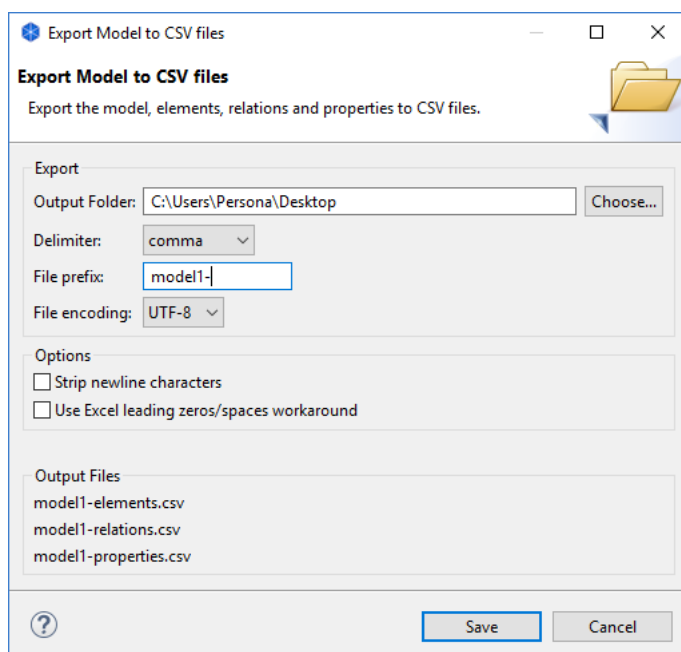 Export Model to CSV files
Export Model to CSV files
Export the model, elements, relations and properties to CSV files.
Export
Output Folder: C:\Users\Persona\Desktop Choose...
Delimiter: comma
File prefix: model1-
File encoding: UTF-8
Options
Strip newline characters
Use Excel leading zeros/spaces workaround
Output Files
model1-elements.csv
model1-relations.csv
model1-properties.csv
? Save Cancel